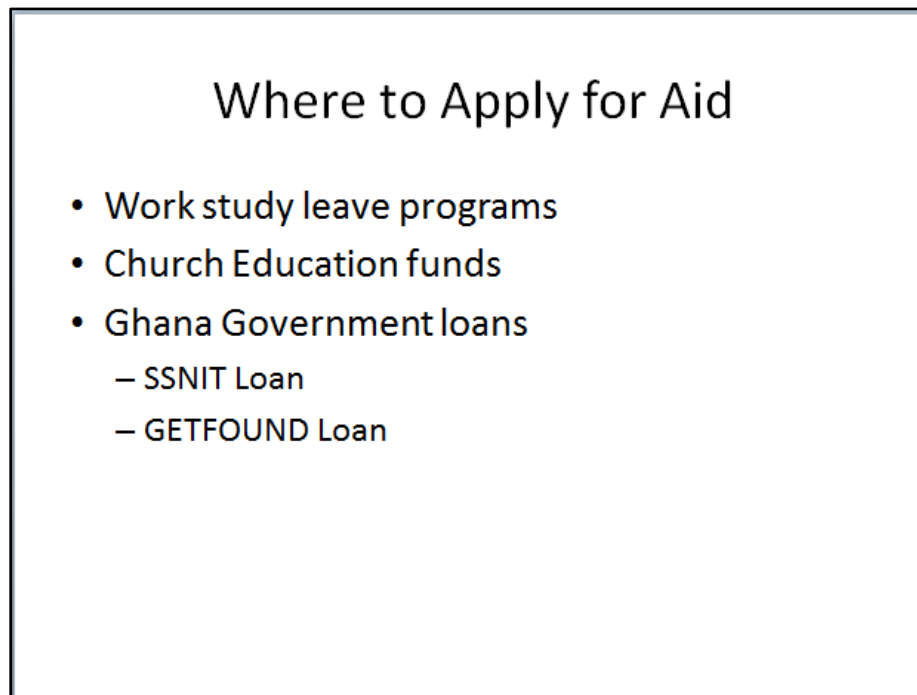 Where to Apply for Aid
• Work study leave programs
• Church Education funds
• Ghana Government loans
– SSNIT Loan
– GETFOUND Loan